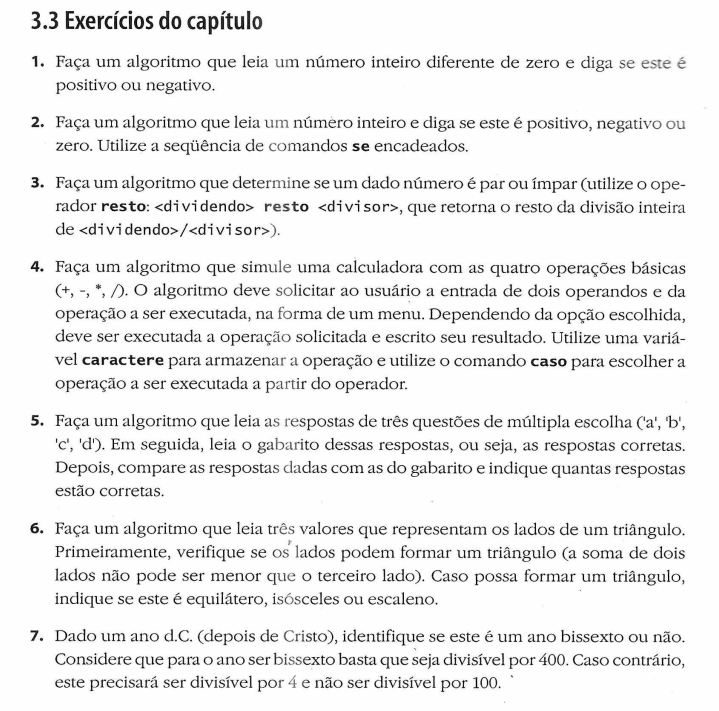 3.3 Exercícios do capítulo
1. Faça um algoritmo que leia um número inteiro diferente de zero e diga se este é
positivo ou negativo.
2. Faça um algoritmo que leia um número inteiro e diga se este é positivo, negativo ou
zero. Utilize a seqüência de comandos se encadeados.
3. Faça um algoritmo que determine se um dado número é par ou ímpar (utilize o ope-
rador resto: <dividendo> resto <divisor>, que retorna o resto da divisão inteira
de <dividendo>/<divisor>).
4. Faça um algoritmo que simule uma calculadora com as quatro operações básicas
(+, -, *, /). O algoritmo deve solicitar ao usuário a entrada de dois operandos e da
operação a ser executada, na forma de um menu. Dependendo da opção escolhida,
deve ser executada a operação solicitada e escrito seu resultado. Utilize uma variá-
vel caractere para armazenar a operação e utilize o comando caso para escolher a
operação a ser executada a partir do operador.
5. Faça um algoritmo que leia as respostas de três questões de múltipla escolha ('a', 'b',
'c', 'd'). Em seguida, leia o gabarito dessas respostas, ou seja, as respostas corretas.
Depois, compare as respostas dadas com as do gabarito e indique quantas respostas
estão corretas.
6. Faça um algoritmo que leia três valores que representam os lados de um triângulo.
Primeiramente, verifique se os lados podem formar um triângulo (a soma de dois
lados não pode ser menor que o terceiro lado). Caso possa formar um triângulo,
indique se este é equilátero, isósceles ou escaleno.
7. Dado um ano d.C. (depois de Cristo), identifique se este é um ano bissexto ou não.
Considere que para o ano ser bissexto basta que seja divisível por 400. Caso contrário,
este precisará ser divisível por 4 e não ser divisível por 100.